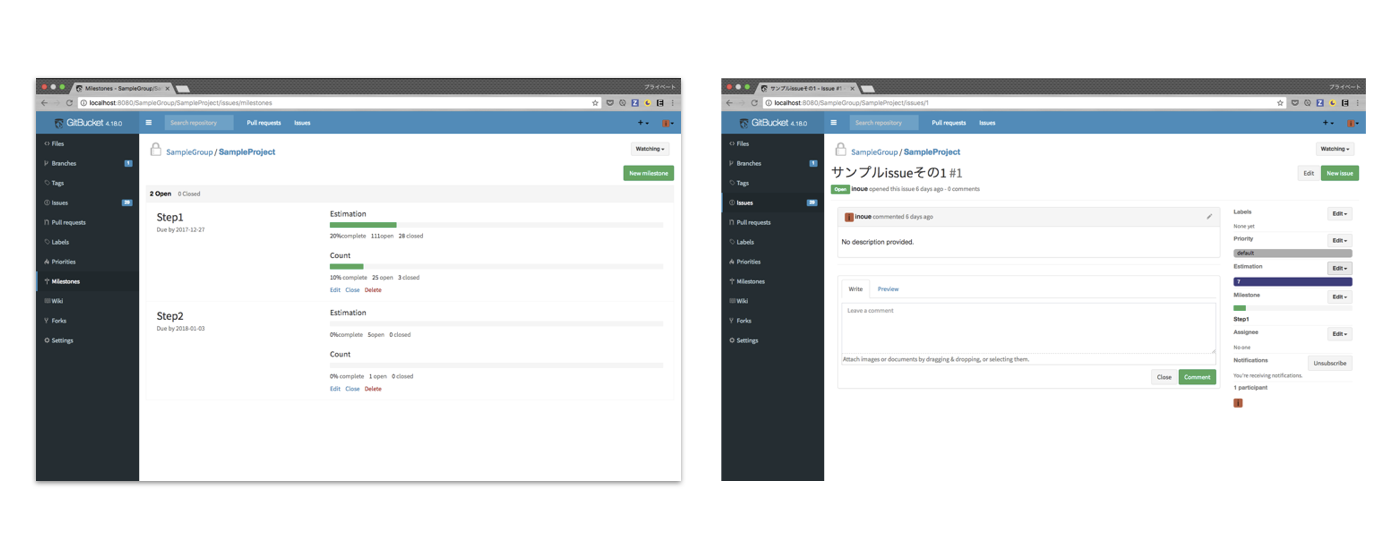 Milestones - SampleGroup/Sa
プライベート
localhost:8080/SampleGroup/SampleProject/issues/milestones
GitBucket 4.18.0
Search repository
Pull requests
Issues
Files
Branches 1
Tags
Issues
Pull requests
Labels
Priorities
Milestones
Wiki
Forks
Settings
SampleGroup / SampleProject
Watching
New milestone
2 Open 0 Closed
Step1
Due by 2017-12-27
Estimation
20%complete 111open 28 closed
Count
10% complete 25 open 3 closed
Edit Close Delete
Step2
Due by 2018-01-03
Estimation
0%complete 5open 0 closed
Count
0% complete 1 open 0 closed
Edit Close Delete
サンプルissueその1 - Issue #1 -
プライベート
localhost:8080/SampleGroup/SampleProject/issues/1
GitBucket 4.18.0
Search repository
Pull requests
Issues
Files
Branches 1
Tags
Issues
Pull requests
Labels
Priorities
Milestones
Wiki
Forks
Settings
SampleGroup / SampleProject
Watching
サンプルissueその1 #1
Edit
New issue
Open inoue opened this issue 6 days ago - 0 comments
inoue commented 6 days ago
No description provided.
Write
Preview
Leave a comment
Attach images or documents by dragging & dropping, or selecting them.
Close
Comment
Labels
Edit
None yet
Priority
Edit
default
Estimation
Edit
7
Milestone
Edit
Step1
Assignee
Edit
No one
Notifications
Unsubscribe
You're receiving notifications.
1 participant